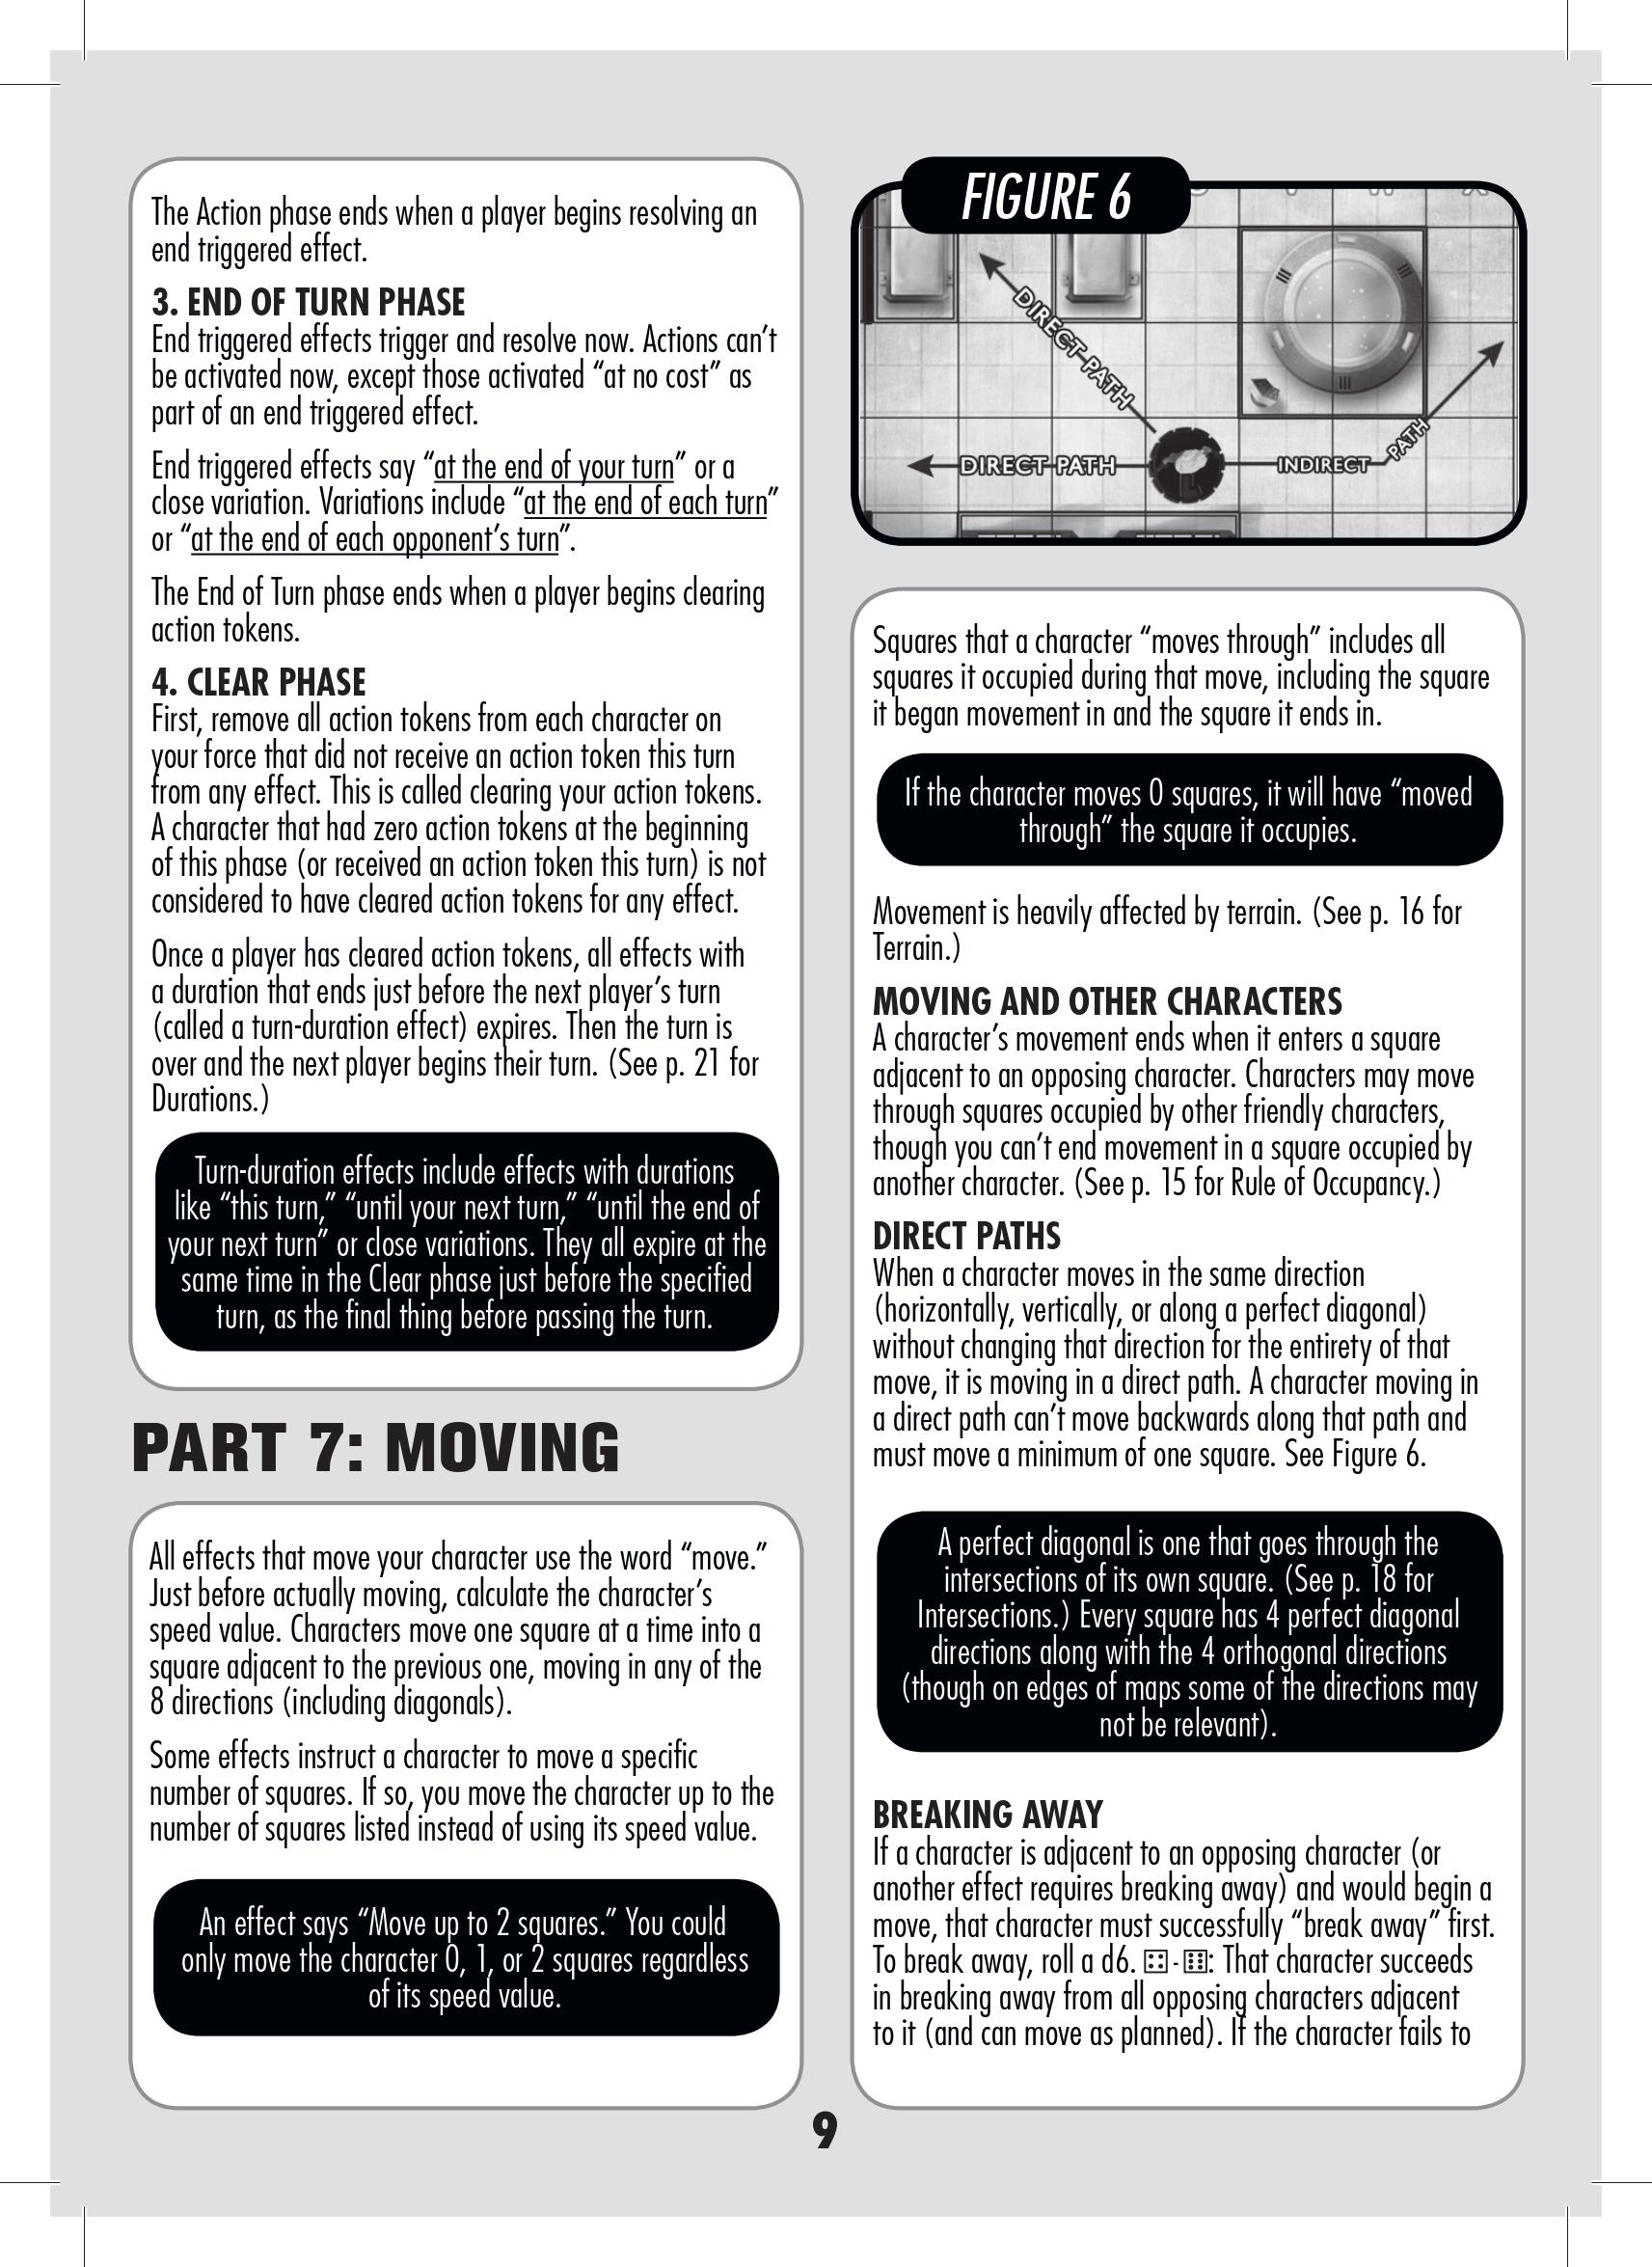 The Action phase ends when a player begins resolving an
end triggered effect.
3. END OF TURN PHASE
End triggered effects trigger and resolve now. Actions can’t
be activated now, except those activated “at no cost” as
part of an end triggered effect.
End triggered effects say “at the end of your turn” or a
close variation. Variations include “at the end of each turn”
or “at the end of each opponent’s turn”.
The End of Turn phase ends when a player begins clearing
action tokens.
4. CLEAR PHASE
First, remove all action tokens from each character on
your force that did not receive an action token this turn
from any effect. This is called clearing your action tokens.
A character that had zero action tokens at the beginning
of this phase (or received an action token this turn) is not
considered to have cleared action tokens for any effect.
Once a player has cleared action tokens, all effects with
a duration that ends just before the next player’s turn
(called a turn-duration effect) expires. Then the turn is
over and the next player begins their turn. (See p. 21 for
Durations.)
Turn-duration effects include effects with durations
like “this turn,” “until your next turn,” “until the end of
your next turn” or close variations. They all expire at the
same time in the Clear phase just before the specified
turn, as the final thing before passing the turn.
PART 7: MOVING
All effects that move your character use the word “move.”
Just before actually moving, calculate the character’s
speed value. Characters move one square at a time into a
square adjacent to the previous one, moving in any of the
8 directions (including diagonals).
Some effects instruct a character to move a specific
number of squares. If so, you move the character up to the
number of squares listed instead of using its speed value.
An effect says “Move up to 2 squares.” You could
only move the character 0, 1, or 2 squares regardless
of its speed value.
FIGURE 6
DIRECT PATH
DIRECT PATH
INDIRECT
PATH
Squares that a character “moves through” includes all
squares it occupied during that move, including the square
it began movement in and the square it ends in.
If the character moves 0 squares, it will have “moved
through” the square it occupies.
Movement is heavily affected by terrain. (See p. 16 for
Terrain.)
MOVING AND OTHER CHARACTERS
A character’s movement ends when it enters a square
adjacent to an opposing character. Characters may move
through squares occupied by other friendly characters,
though you can’t end movement in a square occupied by
another character. (See p. 15 for Rule of Occupancy.)
DIRECT PATHS
When a character moves in the same direction
(horizontally, vertically, or along a perfect diagonal)
without changing that direction for the entirety of that
move, it is moving in a direct path. A character moving in
a direct path can’t move backwards along that path and
must move a minimum of one square. See Figure 6.
A perfect diagonal is one that goes through the
intersections of its own square. (See p. 18 for
Intersections.) Every square has 4 perfect diagonal
directions along with the 4 orthogonal directions
(though on edges of maps some of the directions may
not be relevant).
BREAKING AWAY
If a character is adjacent to an opposing character (or
another effect requires breaking away) and would begin a
move, that character must successfully “break away” first.
To break away, roll a d6. ⚃ - ⚅: That character succeeds
in breaking away from all opposing characters adjacent
to it (and can move as planned). If the character fails to
9